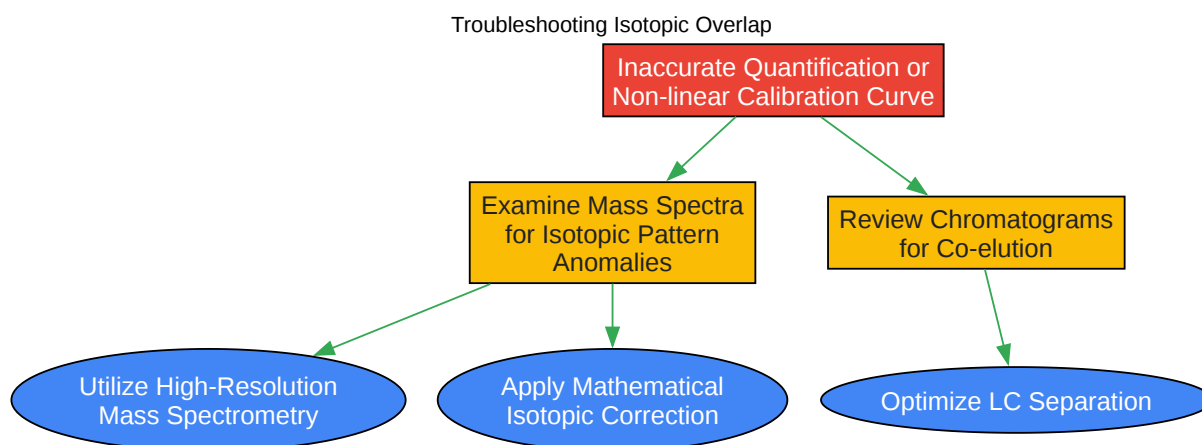 Troubleshooting Isotopic Overlap
Inaccurate Quantification or
Non-linear Calibration Curve
Examine Mass Spectra
for Isotopic Pattern
Anomalies
Review Chromatograms
for Co-elution
Utilize High-Resolution
Mass Spectrometry
Apply Mathematical
Isotopic Correction
Optimize LC Separation